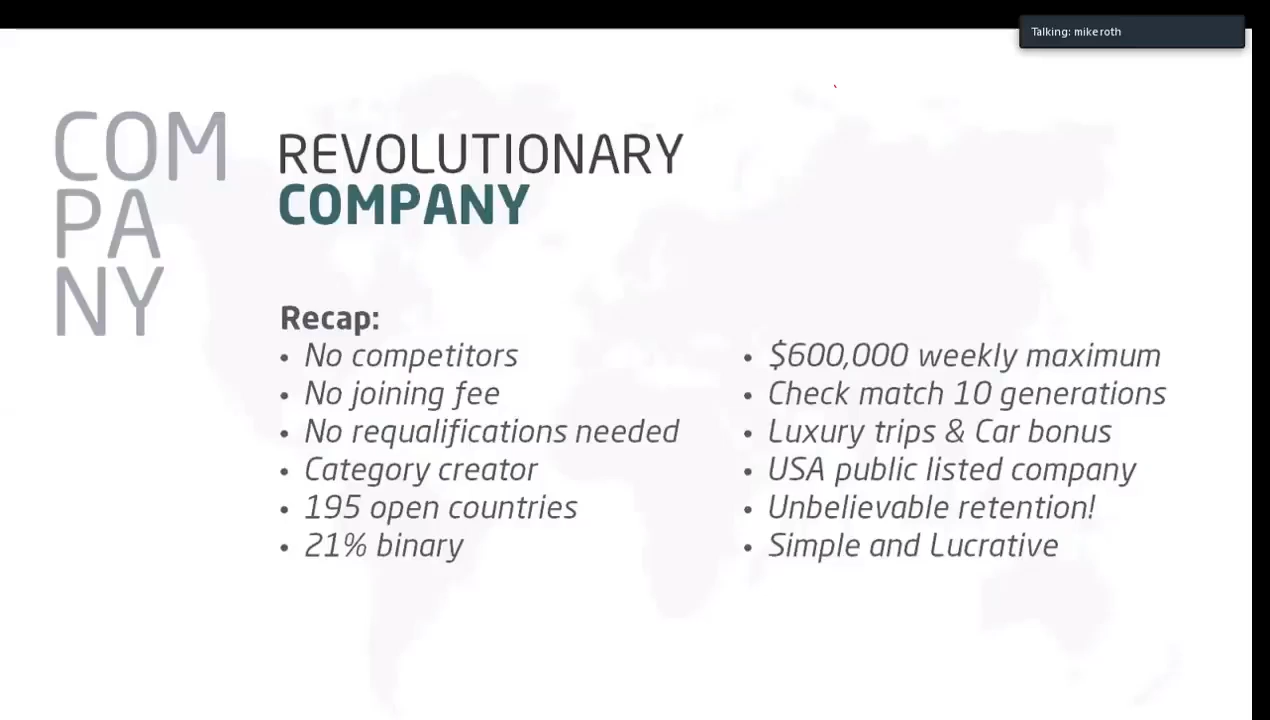 Talking: mike roth
COM
PA
NY
REVOLUTIONARY
COMPANY
Recap:
• No competitors
• No joining fee
• No requalifications needed
• Category creator
• 195 open countries
• 21% binary
• $600,000 weekly maximum
• Check match 10 generations
• Luxury trips & Car bonus
• USA public listed company
• Unbelievable retention!
• Simple and Lucrative